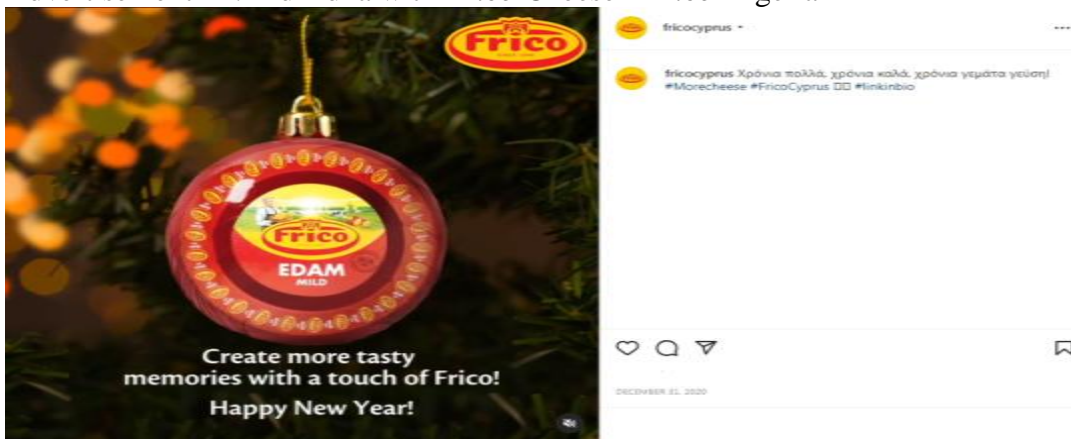 Frico
Frico
EDAM
MILD
Create more tasty
memories with a touch of Frico!
Happy New Year!
fricocyprus •
fricocyprus Χρόνια πολλά, χρόνια καλά, χρόνια γεμάτα γεύση!
#Morecheese #FricoCyprus #linkinbio
DECEMBER 31, 2020